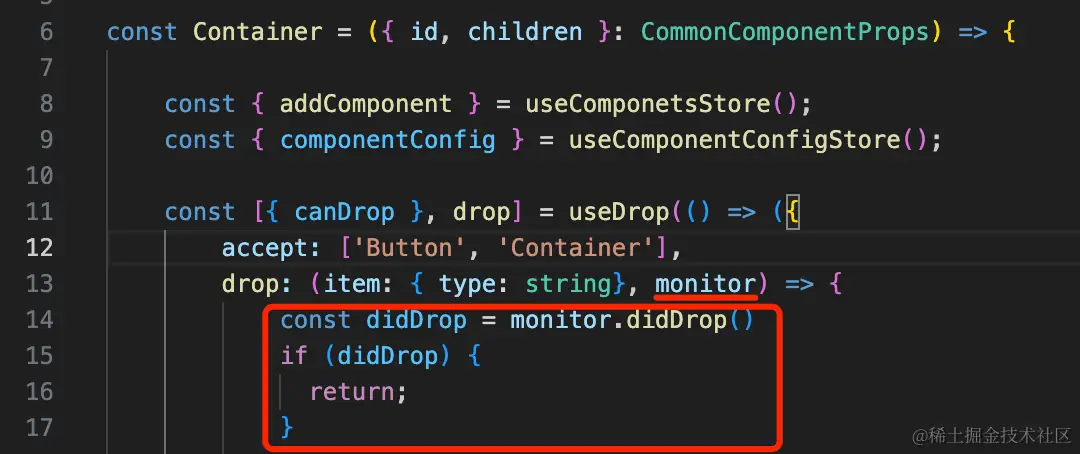 6 const Container = ({ id, children }: CommonComponentProps) => {
7
8 const { addComponent } = useComponetsStore();
9 const { componentConfig } = useComponentConfigStore();
10
11 const [{ canDrop }, drop] = useDrop(() => ({
12 accept: ['Button', 'Container'],
13 drop: (item: { type: string}, monitor) => {
14 const didDrop = monitor.didDrop()
15 if (didDrop) {
16 return;
17 }
@稀土掘金技术社区